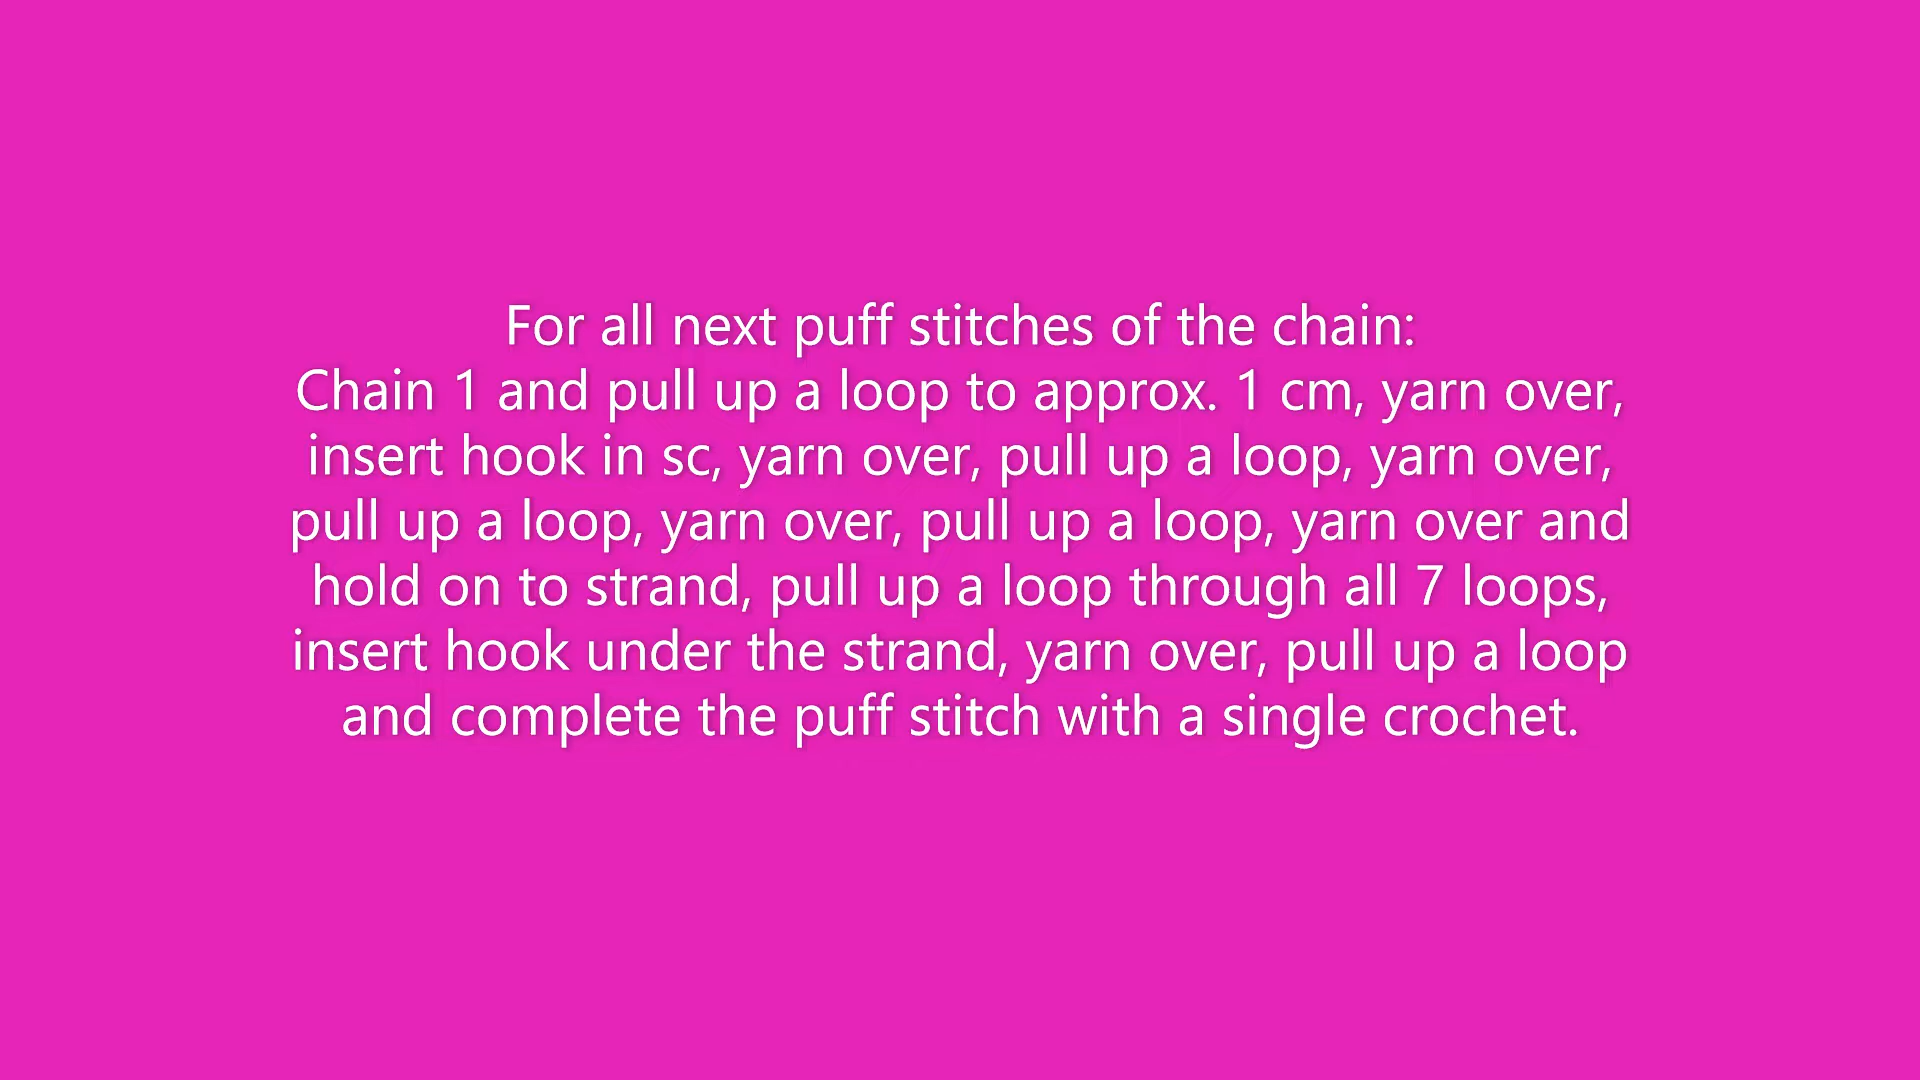 For all next puff stitches of the chain:
Chain 1 and pull up a loop to approx. 1 cm, yarn over,
insert hook in sc, yarn over, pull up a loop, yarn over,
pull up a loop, yarn over, pull up a loop, yarn over and
hold on to strand, pull up a loop through all 7 loops,
insert hook under the strand, yarn over, pull up a loop
and complete the puff stitch with a single crochet.